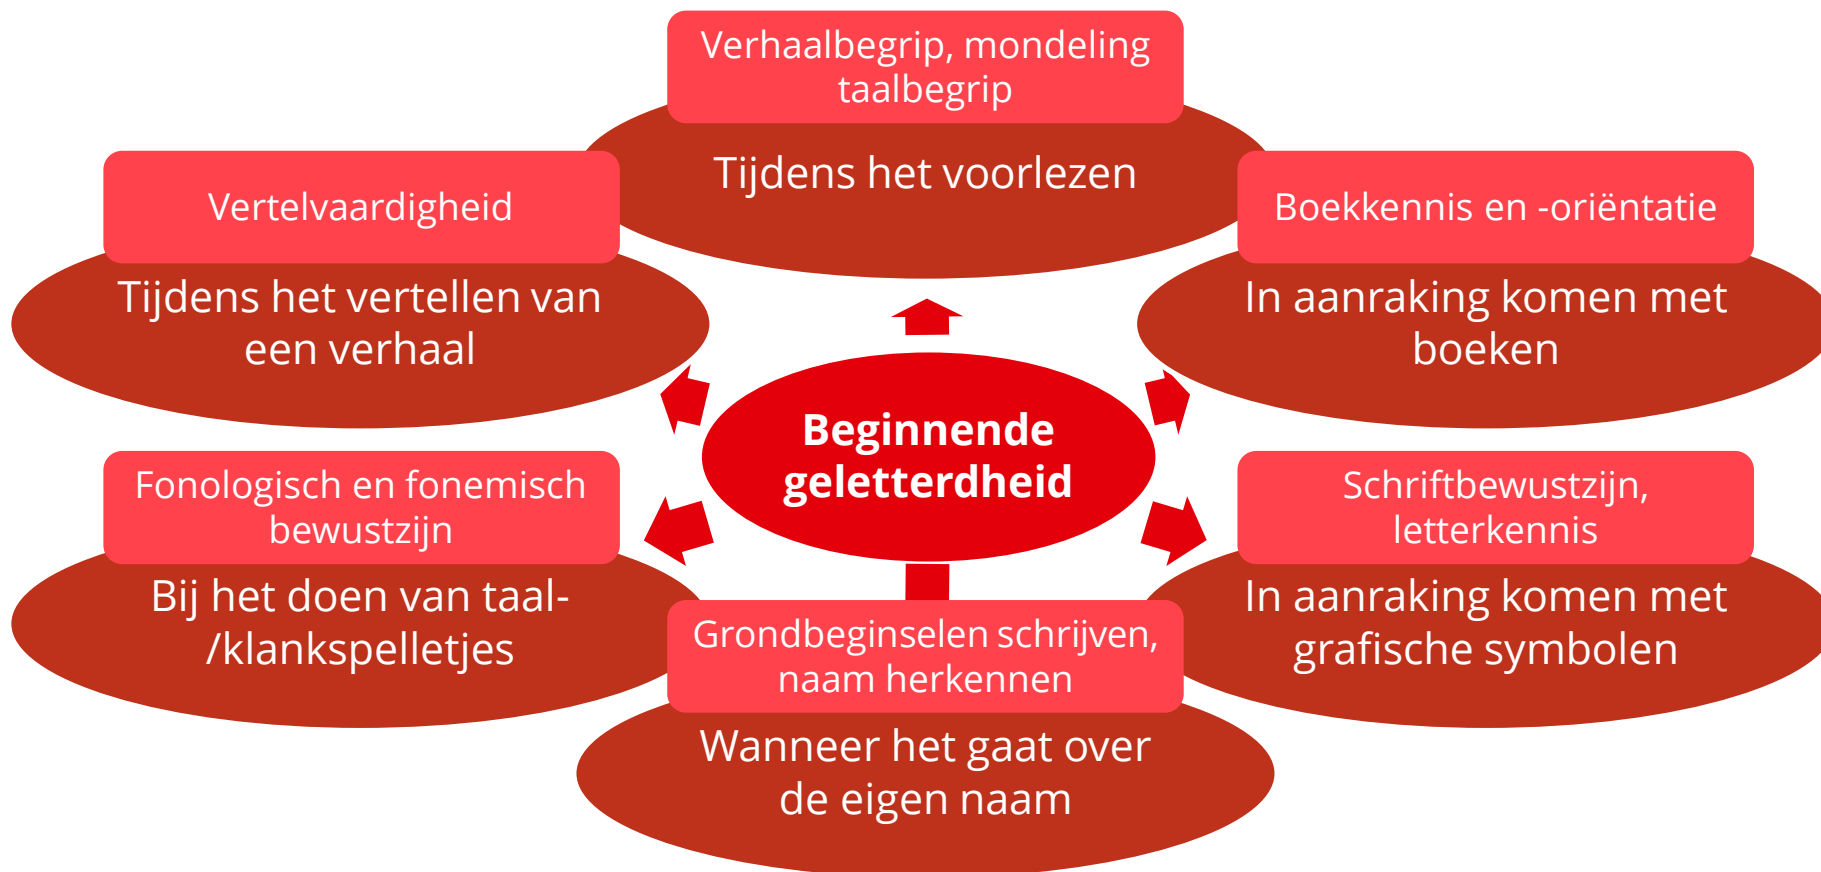 Verhaalbegrip, mondeling
taalbegrip
Tijdens het voorlezen
Vertelvaardigheid
Tijdens het vertellen van
een verhaal
Boekkennis en -oriëntatie
In aanraking komen met
boeken
Beginnende
geletterdheid
Fonologisch en fonemisch
bewustzijn
Bij het doen van taal-
/klankspelletjes
Schriftbewustzijn,
letterkennis
In aanraking komen met
grafische symbolen
Grondbeginselen schrijven,
naam herkennen
Wanneer het gaat over
de eigen naam